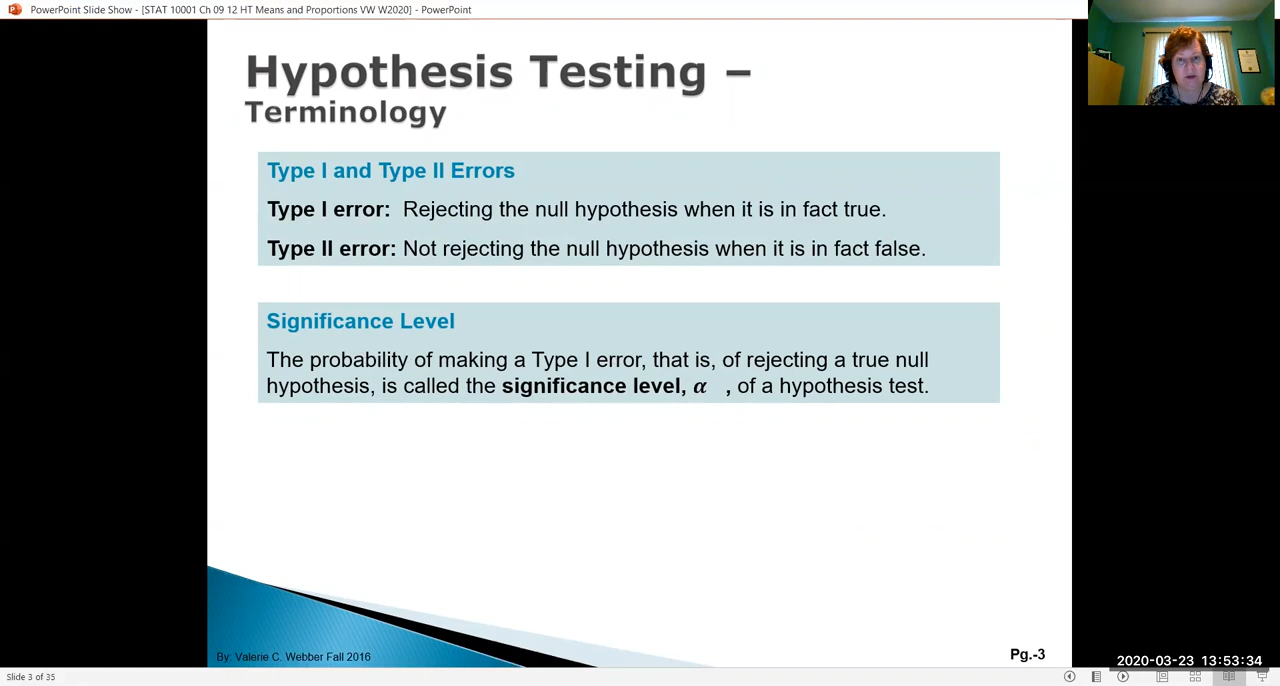 PowerPoint Slide Show - [STAT 10001 Ch 09 12 HT Means and Proportions VW W2020] - PowerPoint
Hypothesis Testing –
Terminology
Type I and Type II Errors
Type I error: Rejecting the null hypothesis when it is in fact true.
Type II error: Not rejecting the null hypothesis when it is in fact false.
Significance Level
The probability of making a Type I error, that is, of rejecting a true null
hypothesis, is called the significance level, α , of a hypothesis test.
By: Valerie C. Webber Fall 2016
Pg.-3
2020-03-23 13:53:34
Slide 3 of 35